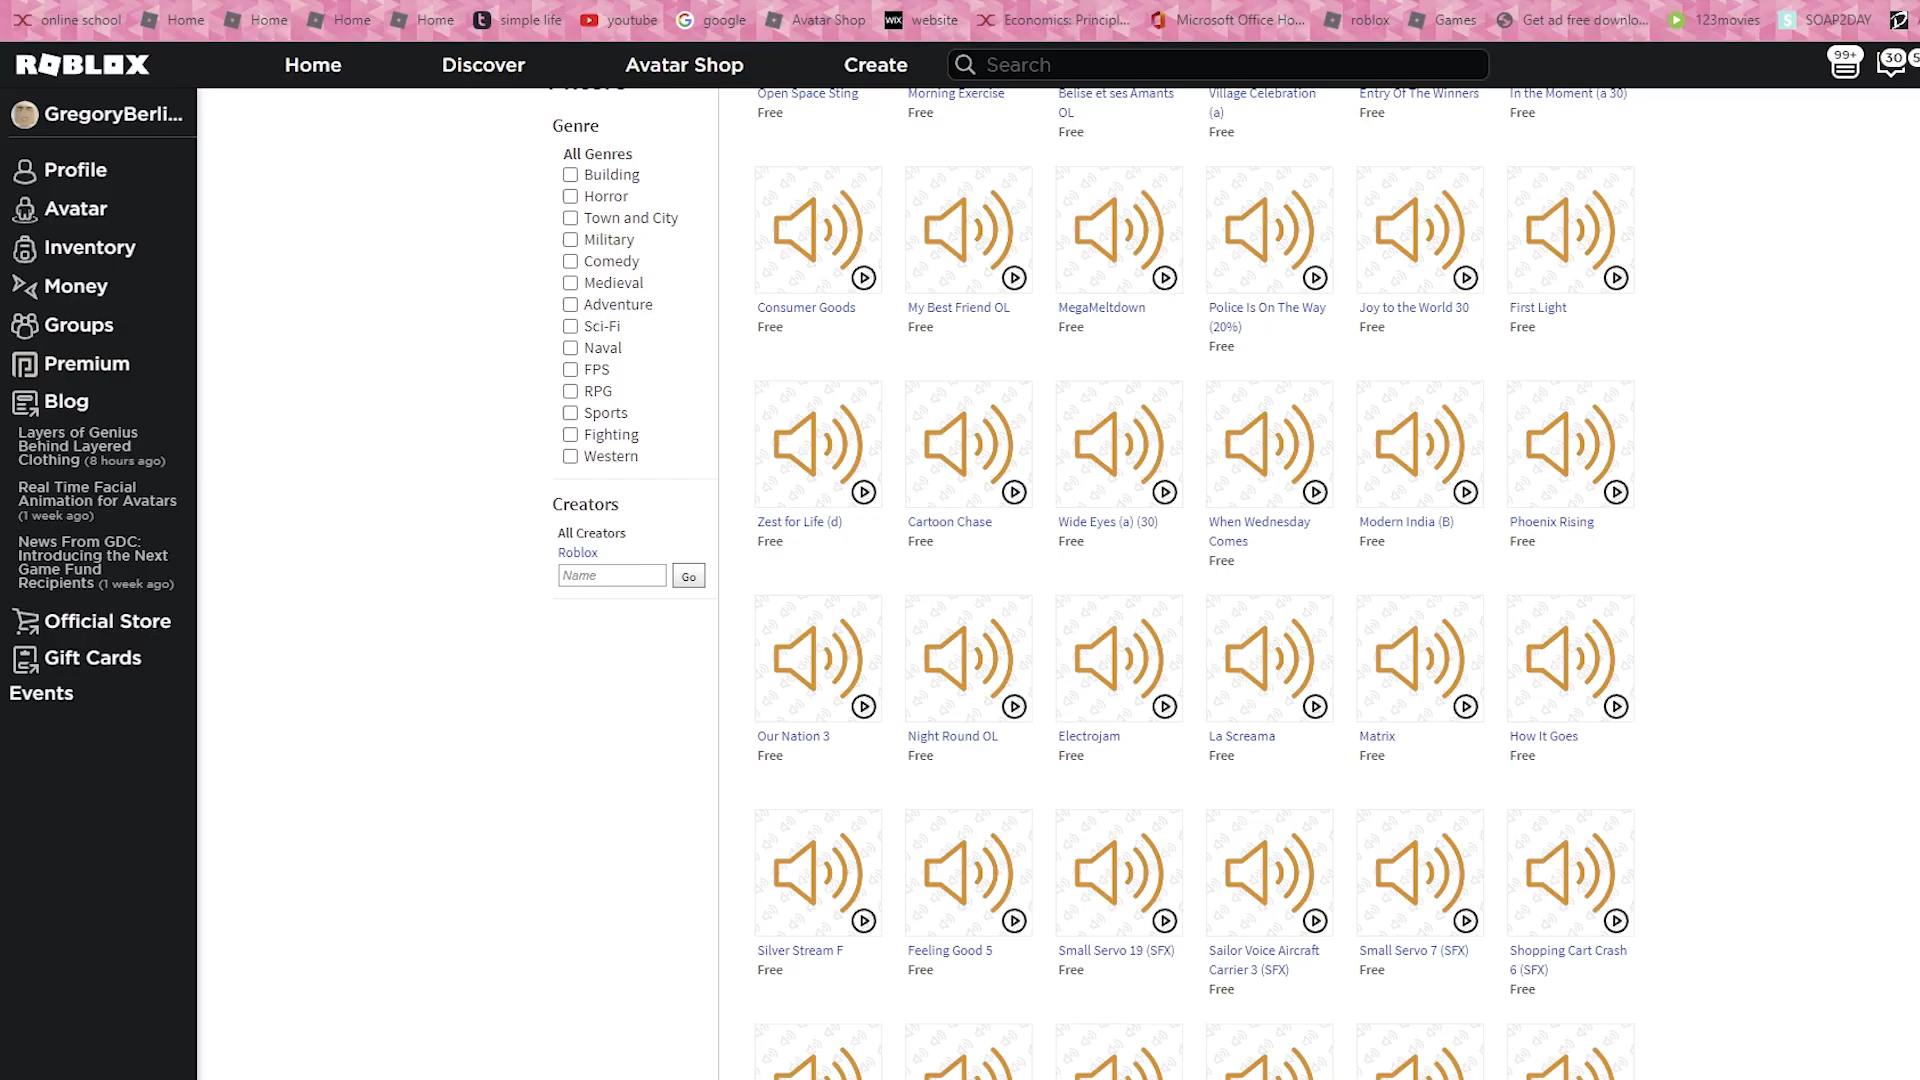 online school Home Home Home Home simple life youtube google Avatar Shop WIX website Economics: Principl... Microsoft Office Ho... roblox Games Get ad free downlo... 123movies SOAP2DAY
ROBLOX Home Discover Avatar Shop Create Search 99+ 30
GregoryBerli...
Profile
Avatar
Inventory
Money
Groups
Premium
Blog
Layers of Genius
Behind Layered
Clothing (8 hours ago)
Real Time Facial
Animation for Avatars
(1 week ago)
News From GDC:
Introducing the Next
Game Fund
Recipients (1 week ago)
Official Store
Gift Cards
Events
Genre
All Genres
Building
Horror
Town and City
Military
Comedy
Medieval
Adventure
Sci-Fi
Naval
FPS
RPG
Sports
Fighting
Western
Creators
All Creators
Roblox
Name Go
Open Space Sting
Free
Morning Exercise
Free
Belise et ses Amants
OL
Free
Village Celebration
(a)
Free
Entry Of The Winners
Free
In the Moment (a 30)
Free
Consumer Goods
Free
My Best Friend OL
Free
MegaMeltdown
Free
Police Is On The Way
(20%)
Free
Joy to the World 30
Free
First Light
Free
Zest for Life (d)
Free
Cartoon Chase
Free
Wide Eyes (a) (30)
Free
When Wednesday
Comes
Free
Modern India (B)
Free
Phoenix Rising
Free
Our Nation 3
Free
Night Round OL
Free
Electrojam
Free
La Screama
Free
Matrix
Free
How It Goes
Free
Silver Stream F
Free
Feeling Good 5
Free
Small Servo 19 (SFX)
Free
Sailor Voice Aircraft
Carrier 3 (SFX)
Free
Small Servo 7 (SFX)
Free
Shopping Cart Crash
6 (SFX)
Free